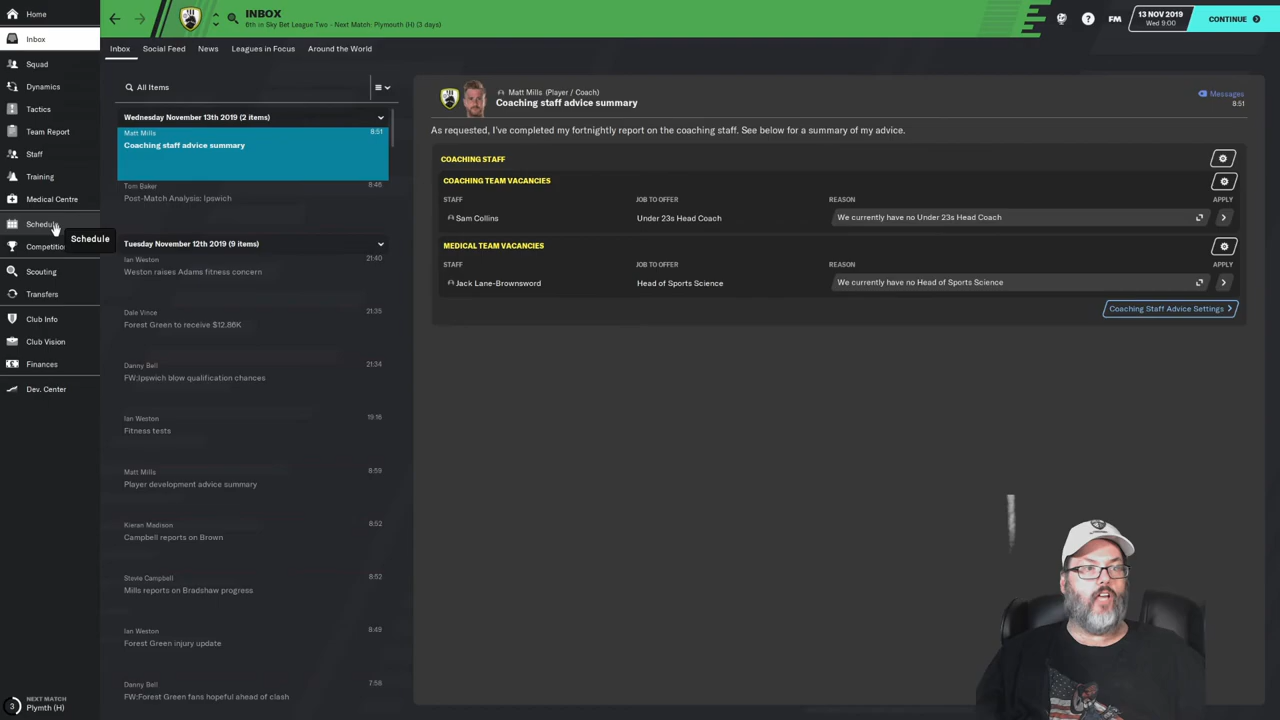 Home
Inbox
Squad
Dynamics
Tactics
Team Report
Staff
Training
Medical Centre
Schedule
Schedule
Competitio
Scouting
Transfers
Club Info
Club Vision
Finances
Dev. Center
3
NEXT MATCH
Plymth (H)
INBOX
6th in Sky Bet League Two - Next Match: Plymouth (H) (3 days)
?
FM
13 NOV 2019
Wed 9:00
CONTINUE
Inbox
Social Feed
News
Leagues in Focus
Around the World
All Items
Wednesday November 13th 2019 (2 items)
Matt Mills
8:51
Coaching staff advice summary
Tom Baker
8:46
Post-Match Analysis: Ipswich
Tuesday November 12th 2019 (9 items)
Ian Weston
21:40
Weston raises Adams fitness concern
Dale Vince
21:35
Forest Green to receive $12.86K
Danny Bell
21:34
FW:Ipswich blow qualification chances
Ian Weston
19:16
Fitness tests
Matt Mills
8:59
Player development advice summary
Kieran Madison
8:52
Campbell reports on Brown
Stevie Campbell
8:52
Mills reports on Bradshaw progress
Ian Weston
8:49
Forest Green injury update
Danny Bell
7:58
FW:Forest Green fans hopeful ahead of clash
Matt Mills (Player / Coach)
Coaching staff advice summary
Messages
8:51
As requested, I've completed my fortnightly report on the coaching staff. See below for a summary of my advice.
COACHING STAFF
COACHING TEAM VACANCIES
STAFF
JOB TO OFFER
REASON
APPLY
Sam Collins
Under 23s Head Coach
We currently have no Under 23s Head Coach
MEDICAL TEAM VACANCIES
STAFF
JOB TO OFFER
REASON
APPLY
Jack Lane-Brownsword
Head of Sports Science
We currently have no Head of Sports Science
Coaching Staff Advice Settings